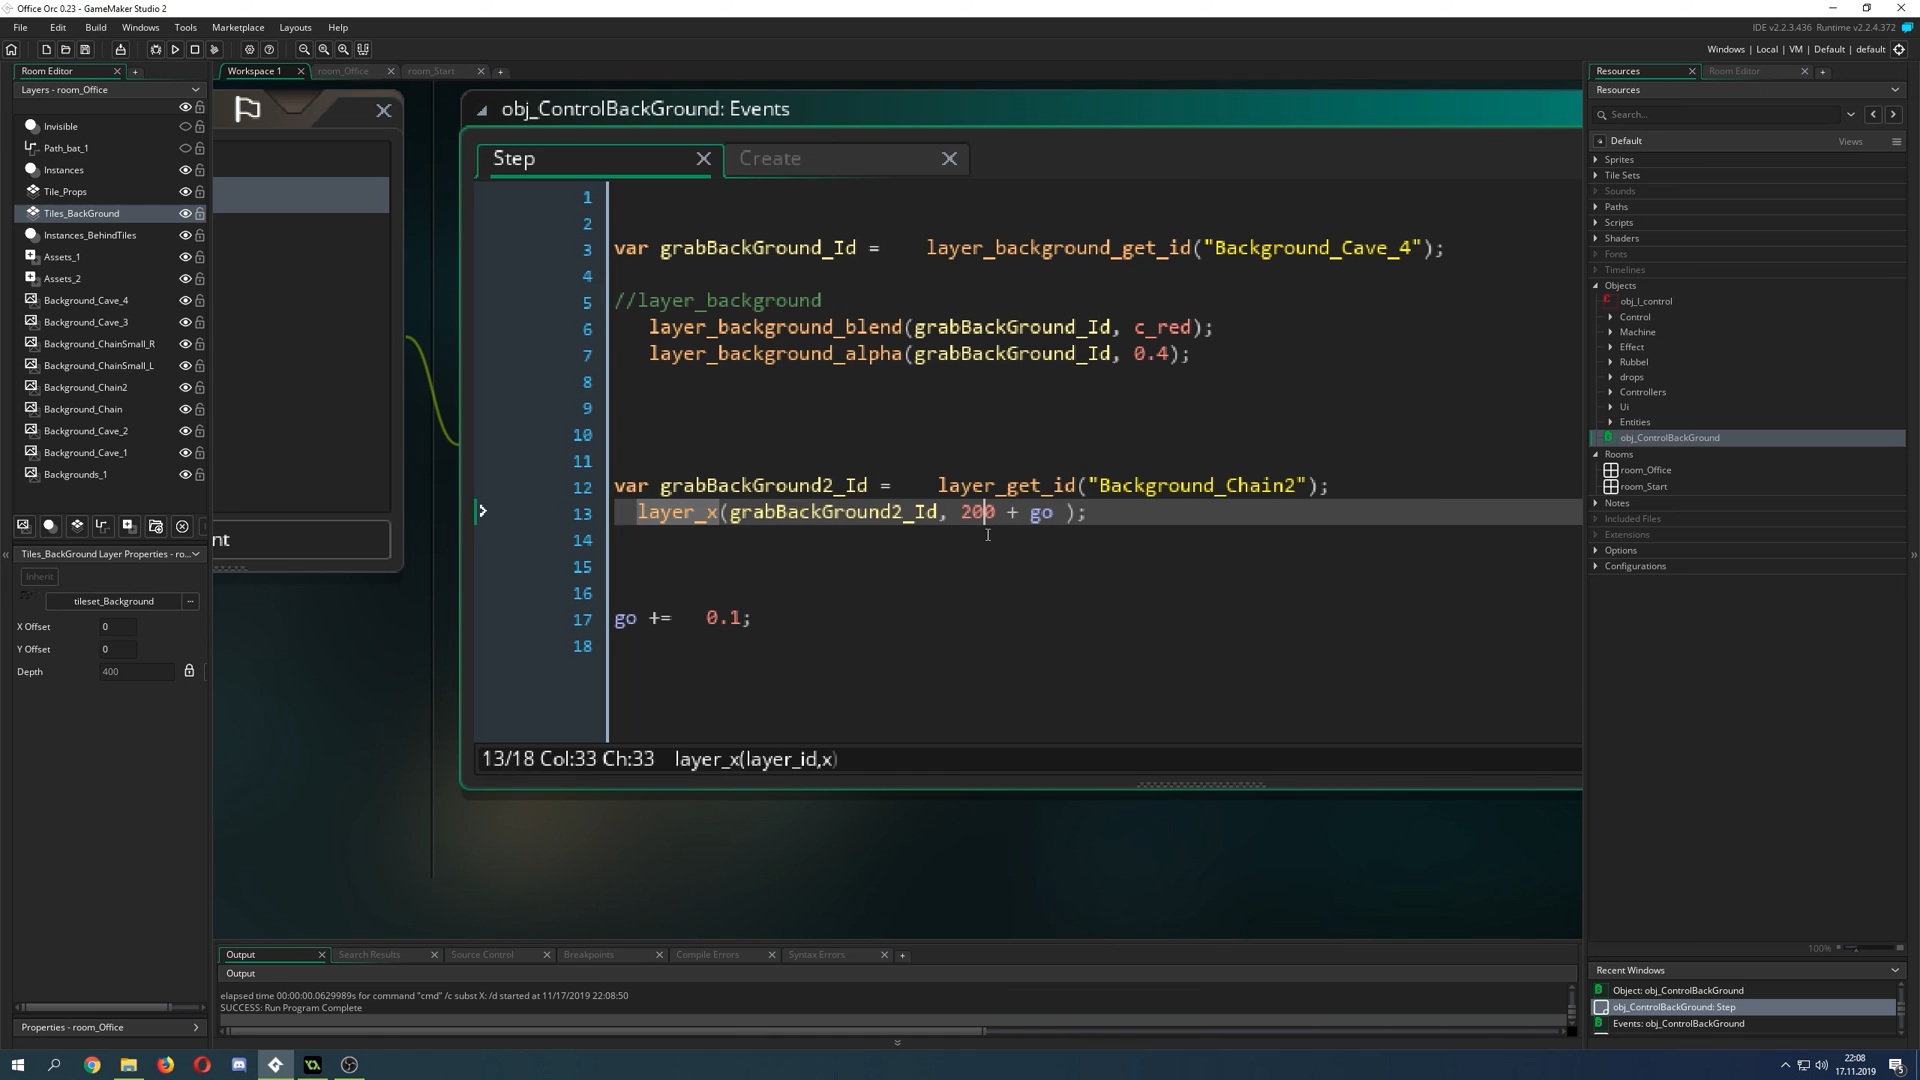 Office Orc 0.23 - GameMaker Studio 2
File Edit Build Windows Tools Marketplace Layouts Help
IDE v2.2.3.436 Runtime v2.2.4.372
Windows | Local | VM | Default | default
Room Editor
Layers - room_Office
Invisible
Path_bat_1
Instances
Tile_Props
Tiles_BackGround
Instances_BehindTiles
Assets_1
Assets_2
Background_Cave_4
Background_Cave_3
Background_ChainSmall_R
Background_ChainSmall_L
Background_Chain2
Background_Chain
Background_Cave_2
Background_Cave_1
Backgrounds_1
Tiles_BackGround Layer Properties - ro...
Inherit
tileset_Background ...
X Offset 0
Y Offset 0
Depth 400
Properties - room_Office
Workspace 1 room_Office room_Start
nt
obj_ControlBackGround: Events
Step Create
1
2
3 var grabBackGround_Id = layer_background_get_id("Background_Cave_4");
4
5 //layer_background
6 layer_background_blend(grabBackGround_Id, c_red);
7 layer_background_alpha(grabBackGround_Id, 0.4);
8
9
10
11
12 var grabBackGround2_Id = layer_get_id("Background_Chain2");
13 layer_x(grabBackGround2_Id, 200 + go );
14
15
16
17 go += 0.1;
18
13/18 Col:33 Ch:33 layer_x(layer_id,x)
Output Search Results Source Control Breakpoints Compile Errors Syntax Errors
Output
elapsed time 00:00:00.0629989s for command "cmd" /c subst X: /d started at 11/17/2019 22:08:50
SUCCESS: Run Program Complete
Resources Room Editor
Resources
Search...
Default Views
Sprites
Tile Sets
Sounds
Paths
Scripts
Shaders
Fonts
Timelines
Objects
obj_l_control
Control
Machine
Effect
Rubbel
drops
Controllers
Ui
Entities
obj_ControlBackGround
Rooms
room_Office
room_Start
Notes
Included Files
Extensions
Options
Configurations
100%
Recent Windows
Object: obj_ControlBackGround
obj_ControlBackGround: Step
Events: obj_ControlBackGround
22:08
17.11.2019
5